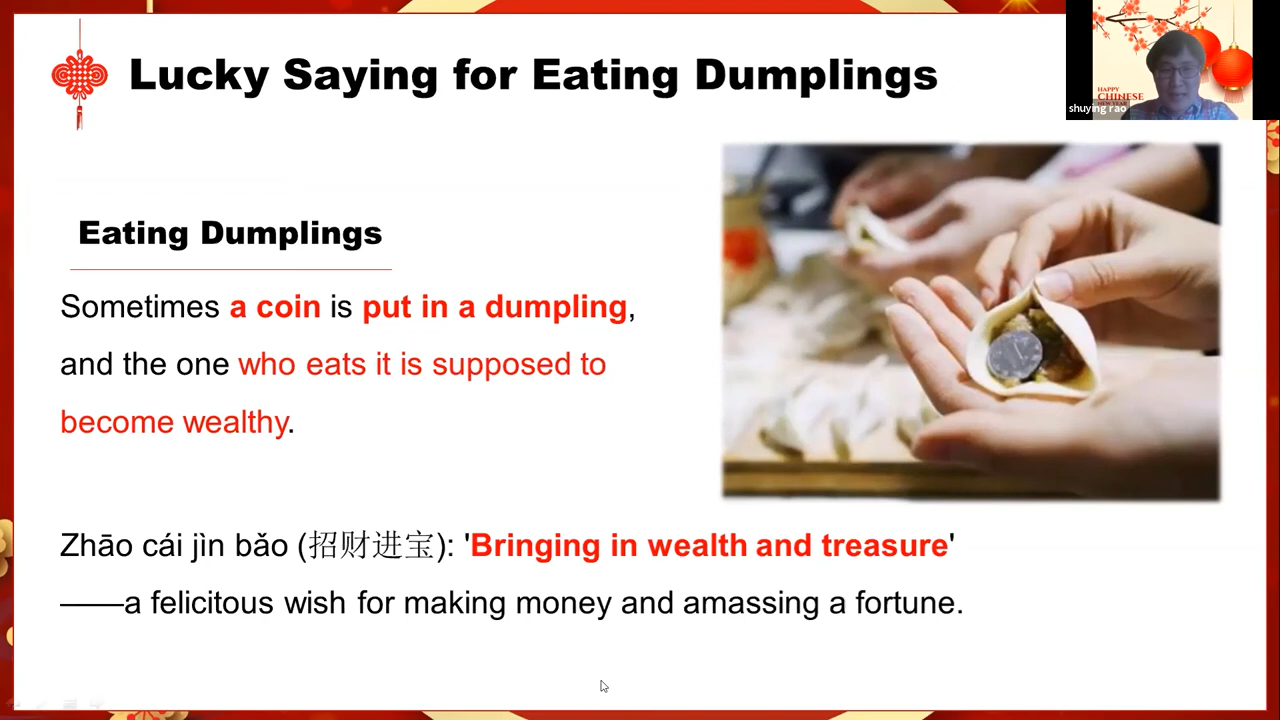 Lucky Saying for Eating Dumplings
HAPPY
CHINESE
NEW YEAR
shuying rao
Eating Dumplings
Sometimes a coin is put in a dumpling,
and the one who eats it is supposed to
become wealthy.
Zhāo cái jìn bǎo (招财进宝): 'Bringing in wealth and treasure'
——a felicitous wish for making money and amassing a fortune.